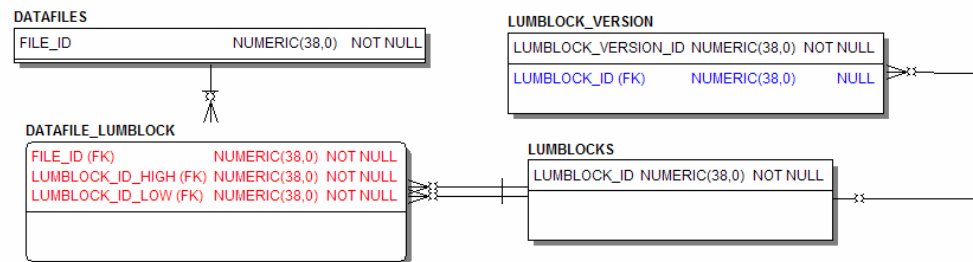 DATAFILES
FILE_ID NUMERIC(38,0) NOT NULL
LUMBLOCK_VERSION
LUMBLOCK_VERSION_ID NUMERIC(38,0) NOT NULL
LUMBLOCK_ID (FK) NUMERIC(38,0) NULL
DATAFILE_LUMBLOCK
FILE_ID (FK) NUMERIC(38,0) NOT NULL
LUMBLOCK_ID_HIGH (FK) NUMERIC(38,0) NOT NULL
LUMBLOCK_ID_LOW (FK) NUMERIC(38,0) NOT NULL
LUMBLOCKS
LUMBLOCK_ID NUMERIC(38,0) NOT NULL